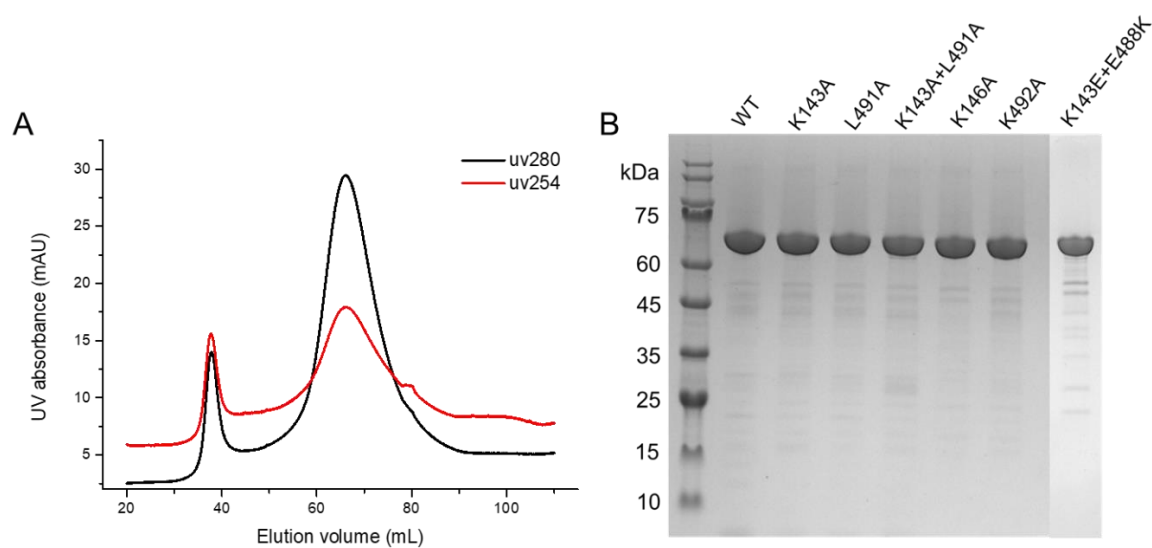 A
UV absorbance (mAU)
30
25
20
15
10
5
uv280
uv254
20
40
60
80
100
Elution volume (mL)
B
WT
K143A
L491A
K143A+L491A
K146A
K492A
K143E+E488K
kDa
75
60
45
35
25
15
10